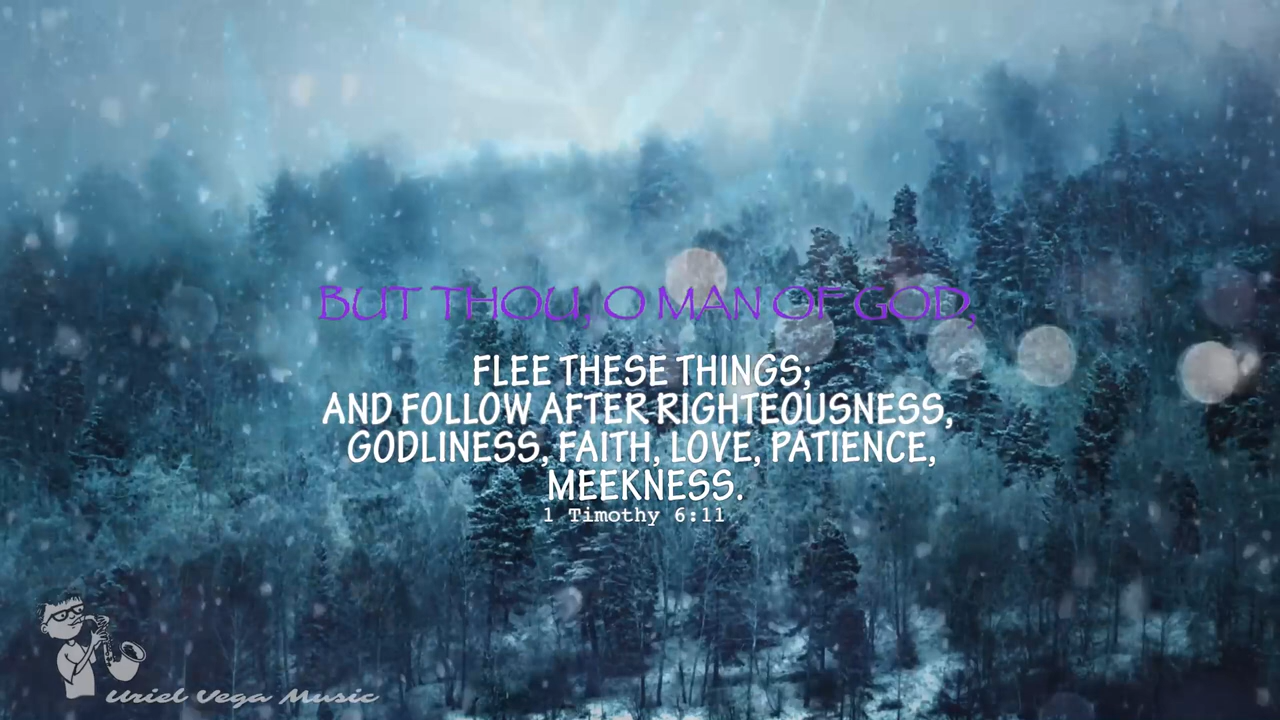 BUT THOU, O MAN OF GOD,
FLEE THESE THINGS;
AND FOLLOW AFTER RIGHTEOUSNESS,
GODLINESS, FAITH, LOVE, PATIENCE,
MEEKNESS.
1 Timothy 6:11
Uriel Vega Music